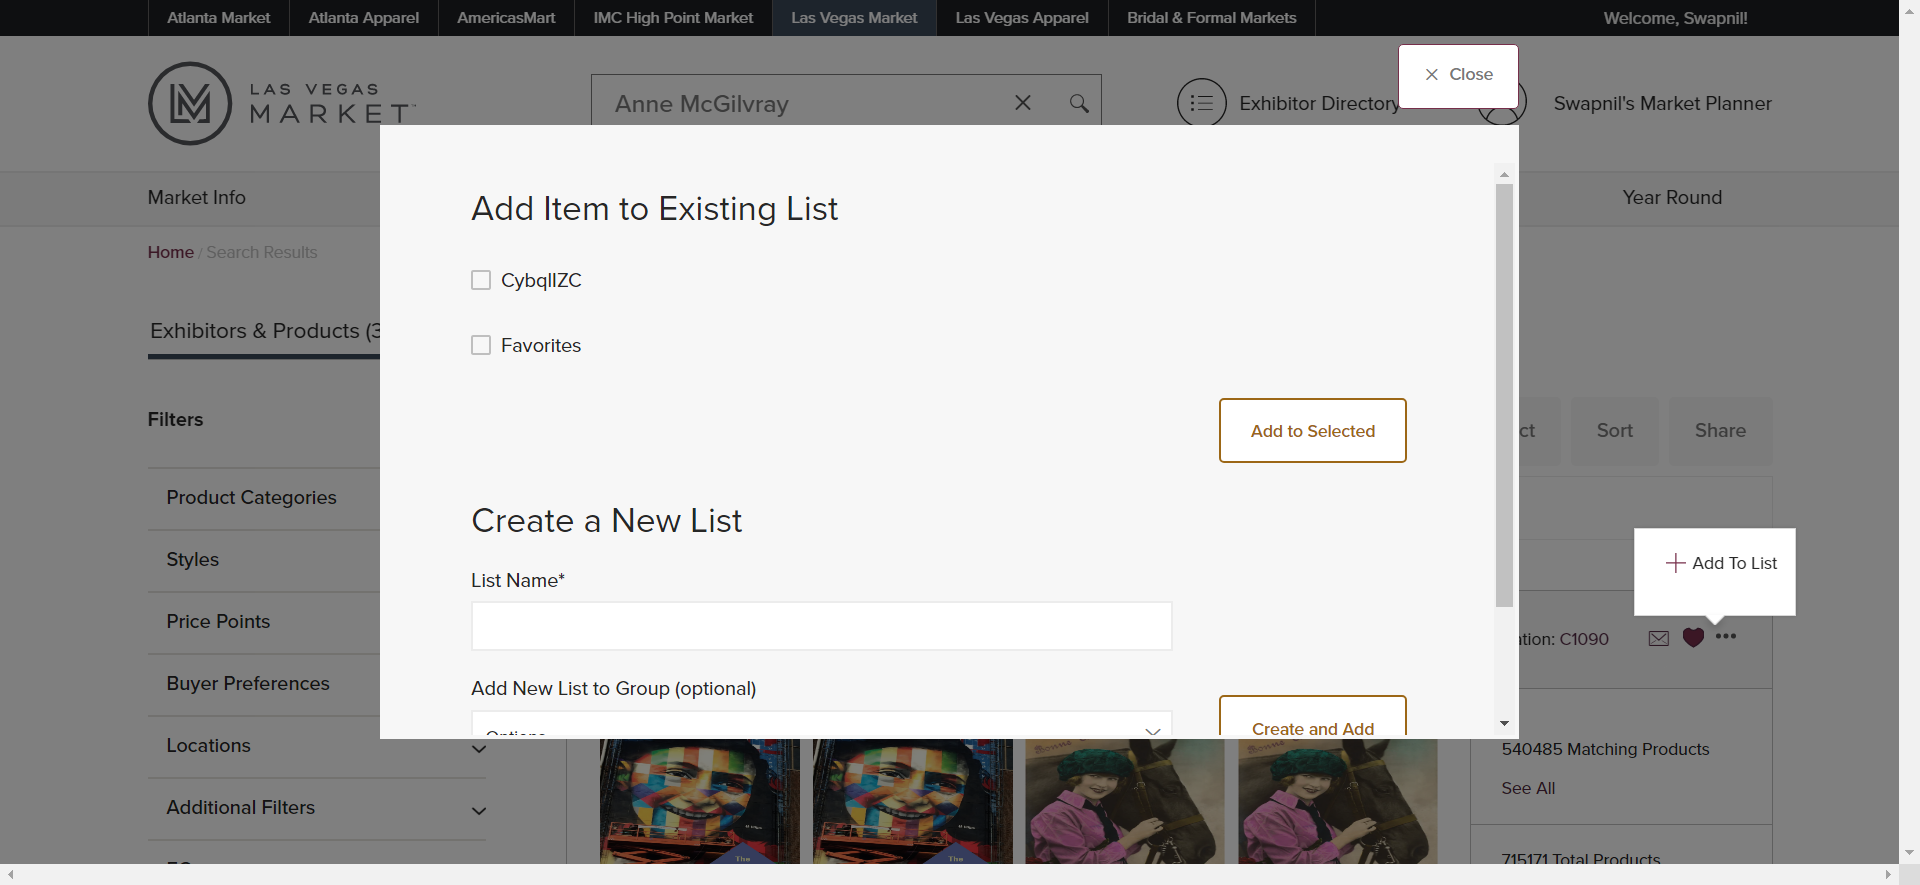 Atlanta Market
Atlanta Apparel
AmericasMart
IMC High Point Market
Las Vegas Market
Las Vegas Apparel
Bridal & Formal Markets
Welcome, Swapnil!
LAS VEGAS
MARKET
Anne McGilvray
Exhibitor Directory
Close
Swapnil's Market Planner
Market Info
Year Round
Home / Search Results
Exhibitors & Products (3
Filters
Product Categories
Styles
Price Points
Buyer Preferences
Locations
Additional Filters
Add Item to Existing List
CybqIIZC
Favorites
Add to Selected
Create a New List
List Name*
Add New List to Group (optional)
Options
Create and Add
ct
Sort
Share
Add To List
ation: C1090
540485 Matching Products
See All
715171 Total Products
The
The